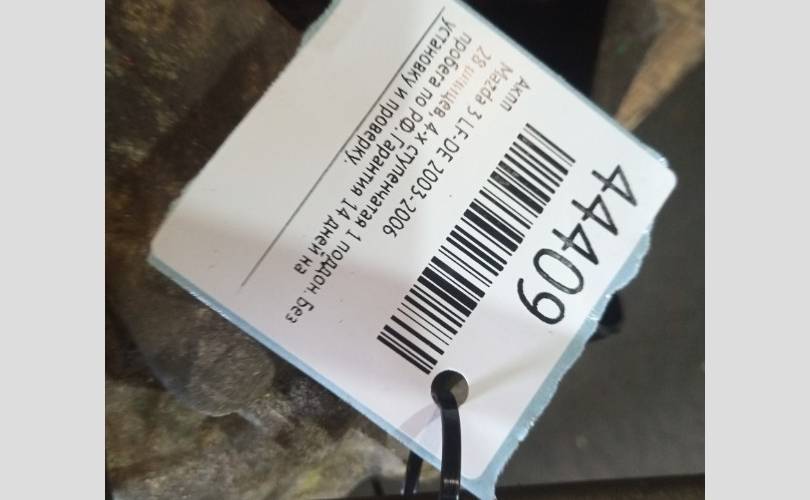 44409
Акпп
Mazda 3 LF-DE 2003-2006
28 шлицев, 4-х ступенчатая 1 поддон. Без
пробега по РФ. Гарантия 14 дней на
установку и проверку.